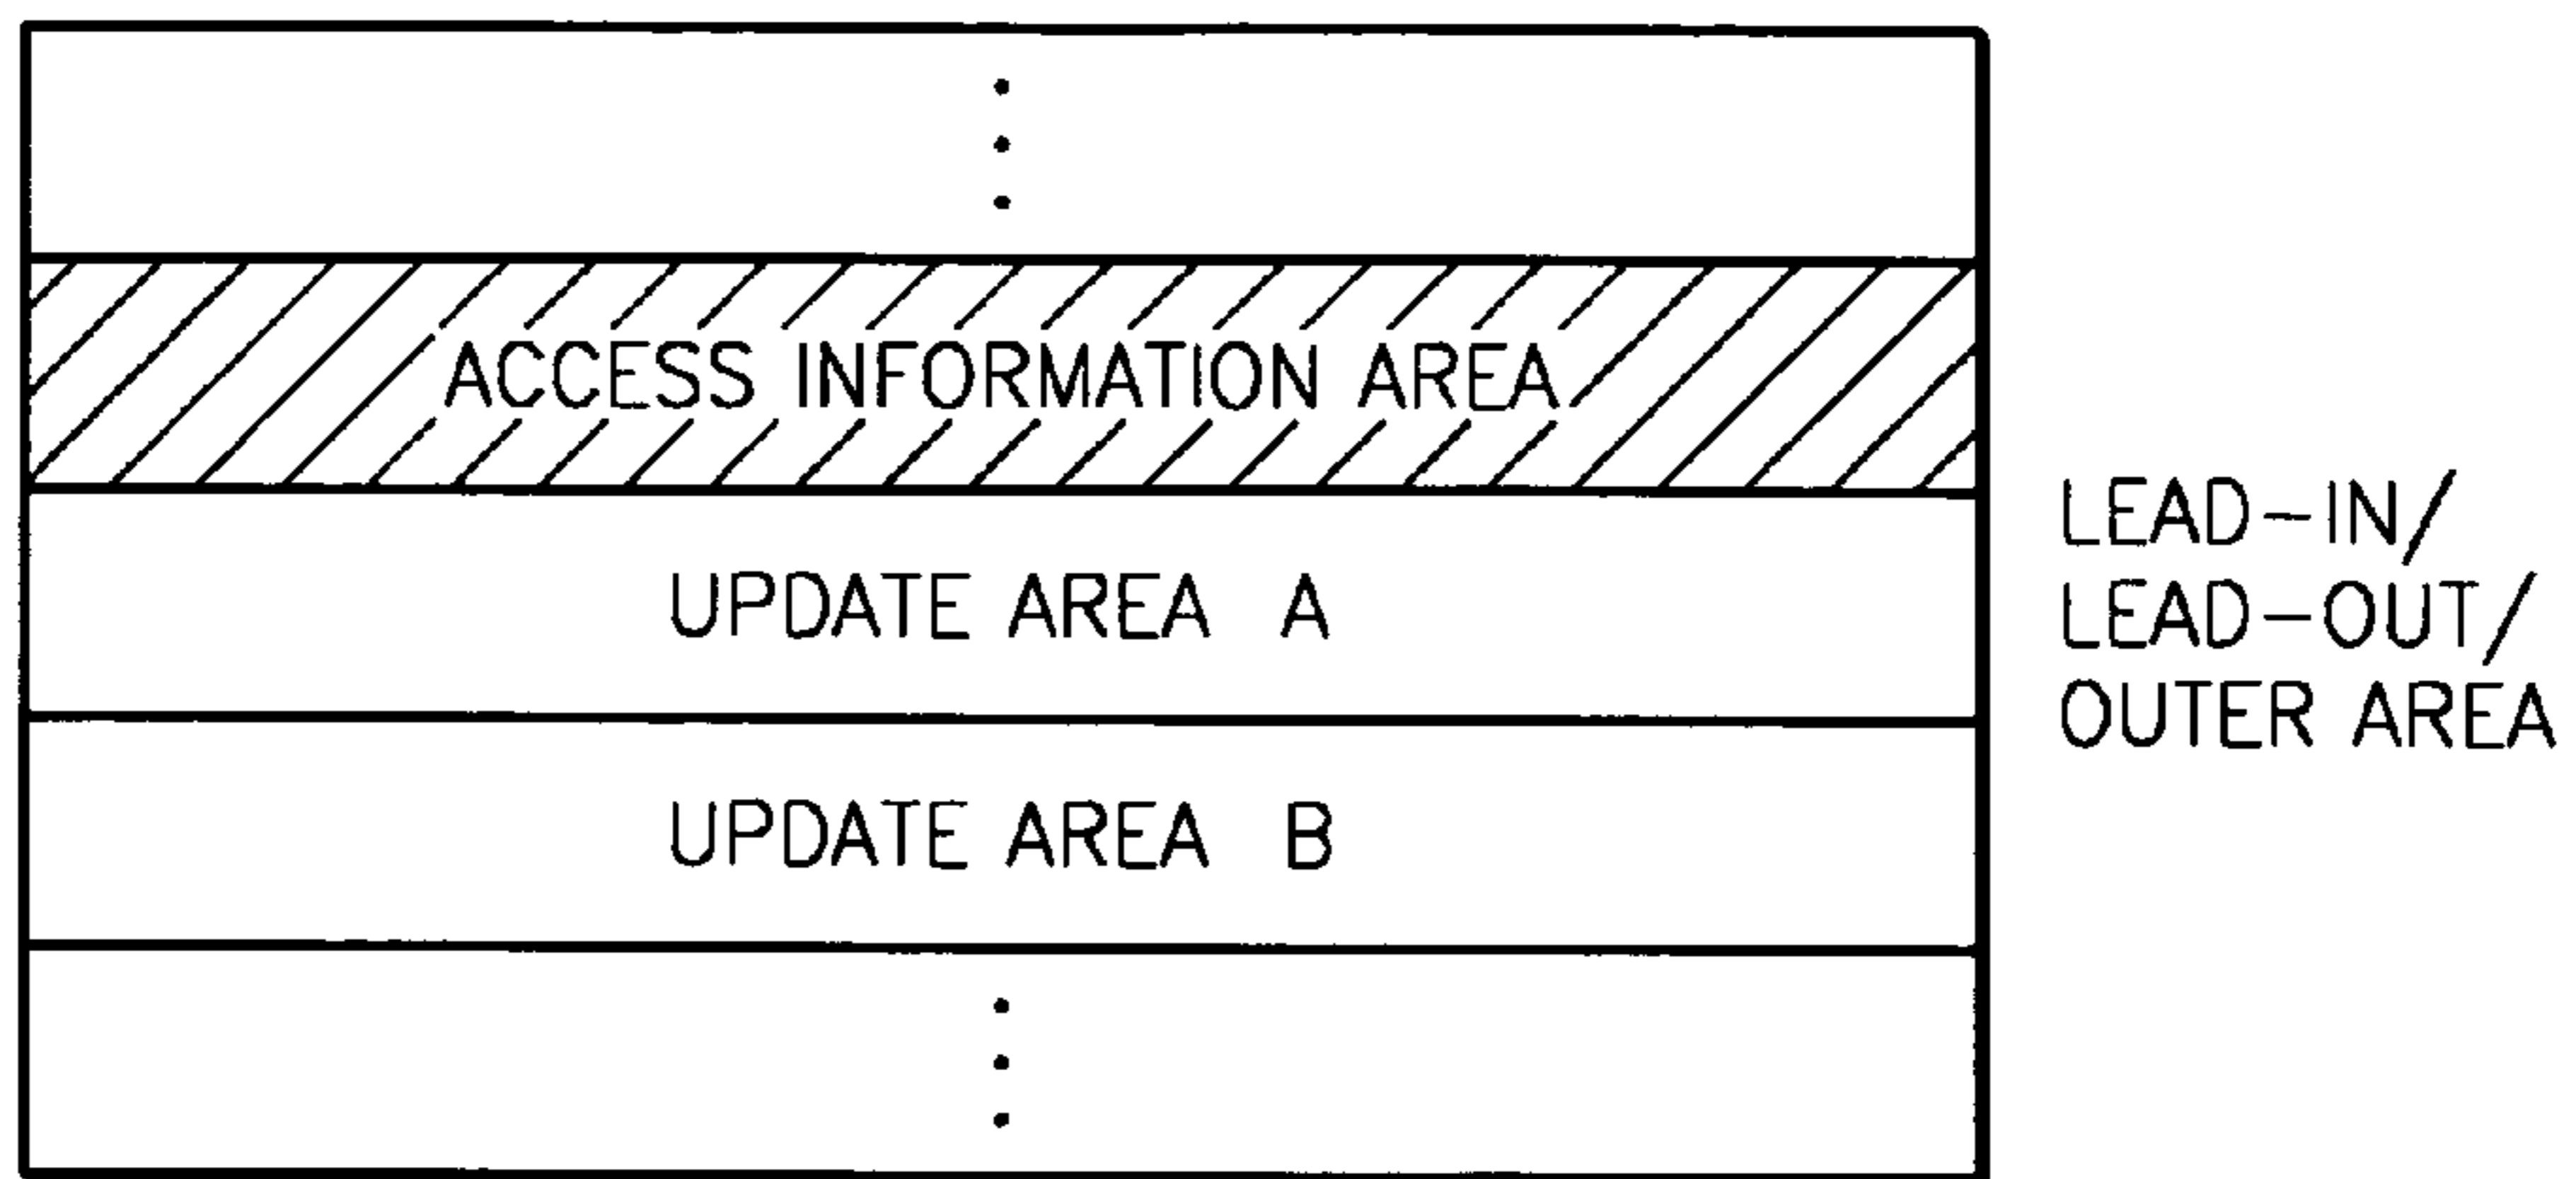 ACCESS INFORMATION AREA
UPDATE AREA A
UPDATE AREA B
LEAD-IN/
LEAD-OUT/
OUTER AREA